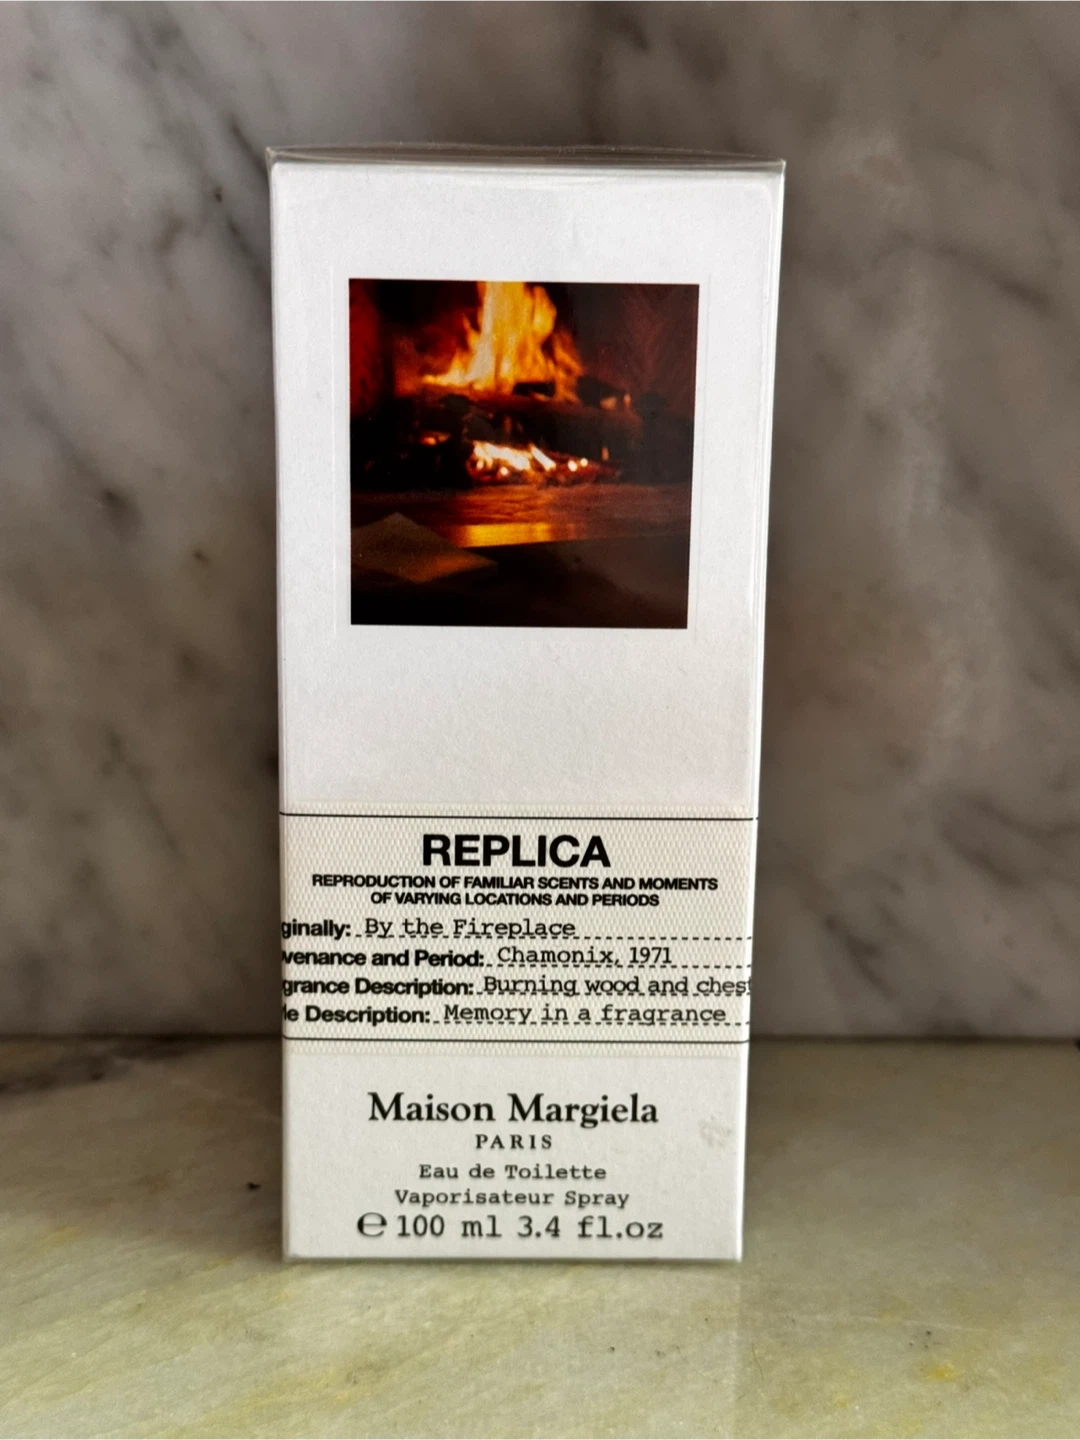 REPLICA
REPRODUCTION OF FAMILIAR SCENTS AND MOMENTS
OF VARYING LOCATIONS AND PERIODS
ginally: By the Fireplace
venance and Period: Chamonix, 1971
grance Description: Burning wood and chest
le Description: Memory in a fragrance
Maison Margiela
PARIS
Eau de Toilette
Vaporisateur Spray
℮ 100 ml 3.4 fl.oz